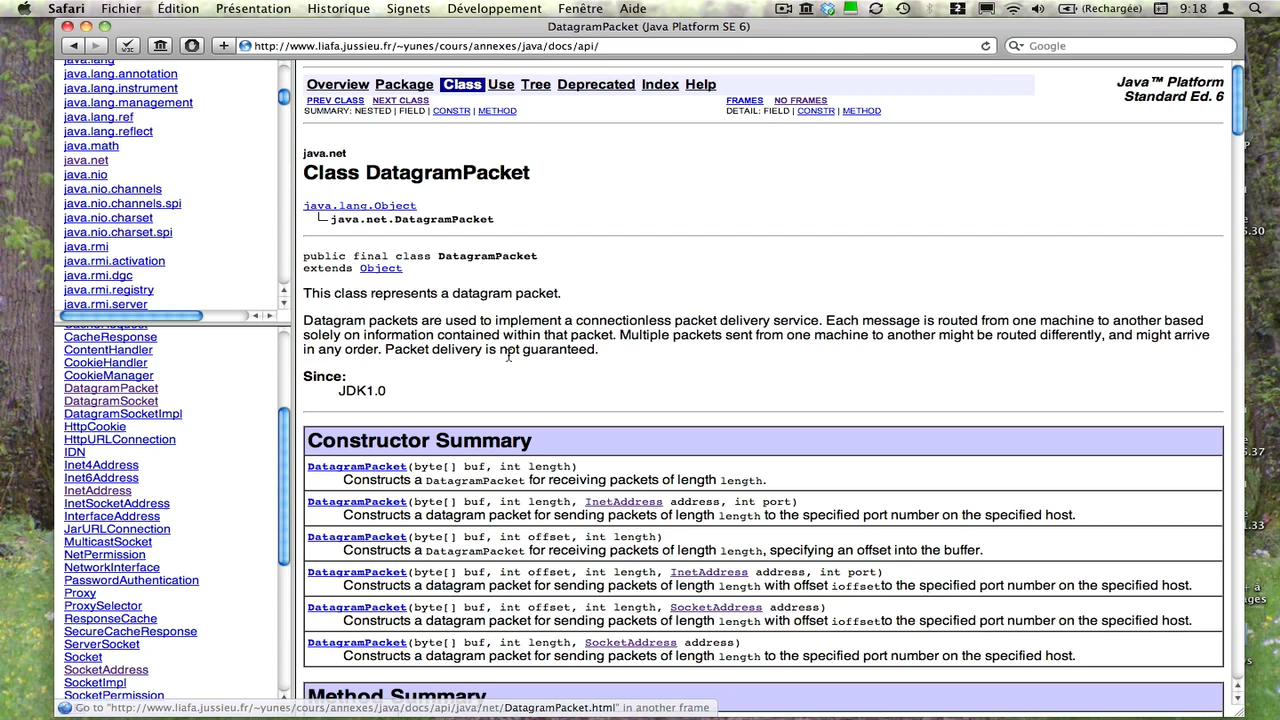 Safari Fichier Édition Présentation Historique Signets Développement Fenêtre Aide 2 (Rechargé) 9:18
DatagramPacket (Java Platform SE 6)
http://www.liafa.jussieu.fr/~yunes/cours/annexes/java/docs/api/
Google
java.lang
java.lang.annotation
java.lang.instrument
java.lang.management
java.lang.ref
java.lang.reflect
java.math
java.net
java.nio
java.nio.channels
java.nio.channels.spi
java.nio.charset
java.nio.charset.spi
java.rmi
java.rmi.activation
java.rmi.dgc
java.rmi.registry
java.rmi.server
CacheRequest
CacheResponse
ContentHandler
CookieHandler
CookieManager
DatagramPacket
DatagramSocket
DatagramSocketImpl
HttpCookie
HttpURLConnection
IDN
Inet4Address
Inet6Address
InetAddress
InetSocketAddress
InterfaceAddress
JarURLConnection
MulticastSocket
NetPermission
NetworkInterface
PasswordAuthentication
Proxy
ProxySelector
ResponseCache
SecureCacheResponse
ServerSocket
Socket
SocketAddress
SocketImpl
SocketPermission
Overview Package Class Use Tree Deprecated Index Help
Java™ Platform
Standard Ed. 6
PREV CLASS NEXT CLASS
FRAMES NO FRAMES
SUMMARY: NESTED | FIELD | CONSTR | METHOD
DETAIL: FIELD | CONSTR | METHOD
java.net
Class DatagramPacket
java.lang.Object
java.net.DatagramPacket
public final class DatagramPacket
extends Object
This class represents a datagram packet.
Datagram packets are used to implement a connectionless packet delivery service. Each message is routed from one machine to another based
solely on information contained within that packet. Multiple packets sent from one machine to another might be routed differently, and might arrive
in any order. Packet delivery is not guaranteed.
Since:
JDK1.0
Constructor Summary
DatagramPacket(byte[] buf, int length)
Constructs a DatagramPacket for receiving packets of length length.
DatagramPacket(byte[] buf, int length, InetAddress address, int port)
Constructs a datagram packet for sending packets of length length to the specified port number on the specified host.
DatagramPacket(byte[] buf, int offset, int length)
Constructs a DatagramPacket for receiving packets of length length, specifying an offset into the buffer.
DatagramPacket(byte[] buf, int offset, int length, InetAddress address, int port)
Constructs a datagram packet for sending packets of length length with offset ioffsetto the specified port number on the specified host.
DatagramPacket(byte[] buf, int offset, int length, SocketAddress address)
Constructs a datagram packet for sending packets of length length with offset ioffsetto the specified port number on the specified host.
DatagramPacket(byte[] buf, int length, SocketAddress address)
Constructs a datagram packet for sending packets of length length to the specified port number on the specified host.
Method Summary
Go to "http://www.liafa.jussieu.fr/~yunes/cours/annexes/java/docs/api/java/net/DatagramPacket.html" in another frame